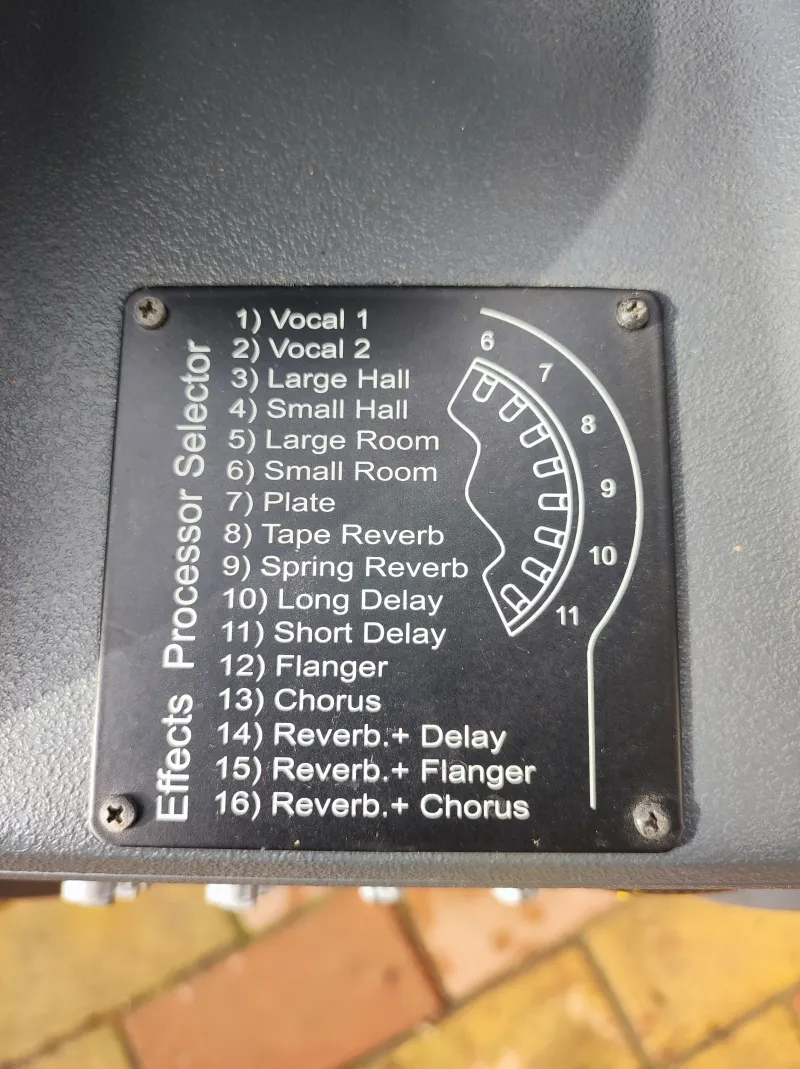 Effects Processor Selector
1) Vocal 1
2) Vocal 2
3) Large Hall
4) Small Hall
5) Large Room
6) Small Room
7) Plate
8) Tape Reverb
9) Spring Reverb
10) Long Delay
11) Short Delay
12) Flanger
13) Chorus
14) Reverb.+ Delay
15) Reverb.+ Flanger
16) Reverb.+ Chorus
6
7
8
9
10
11